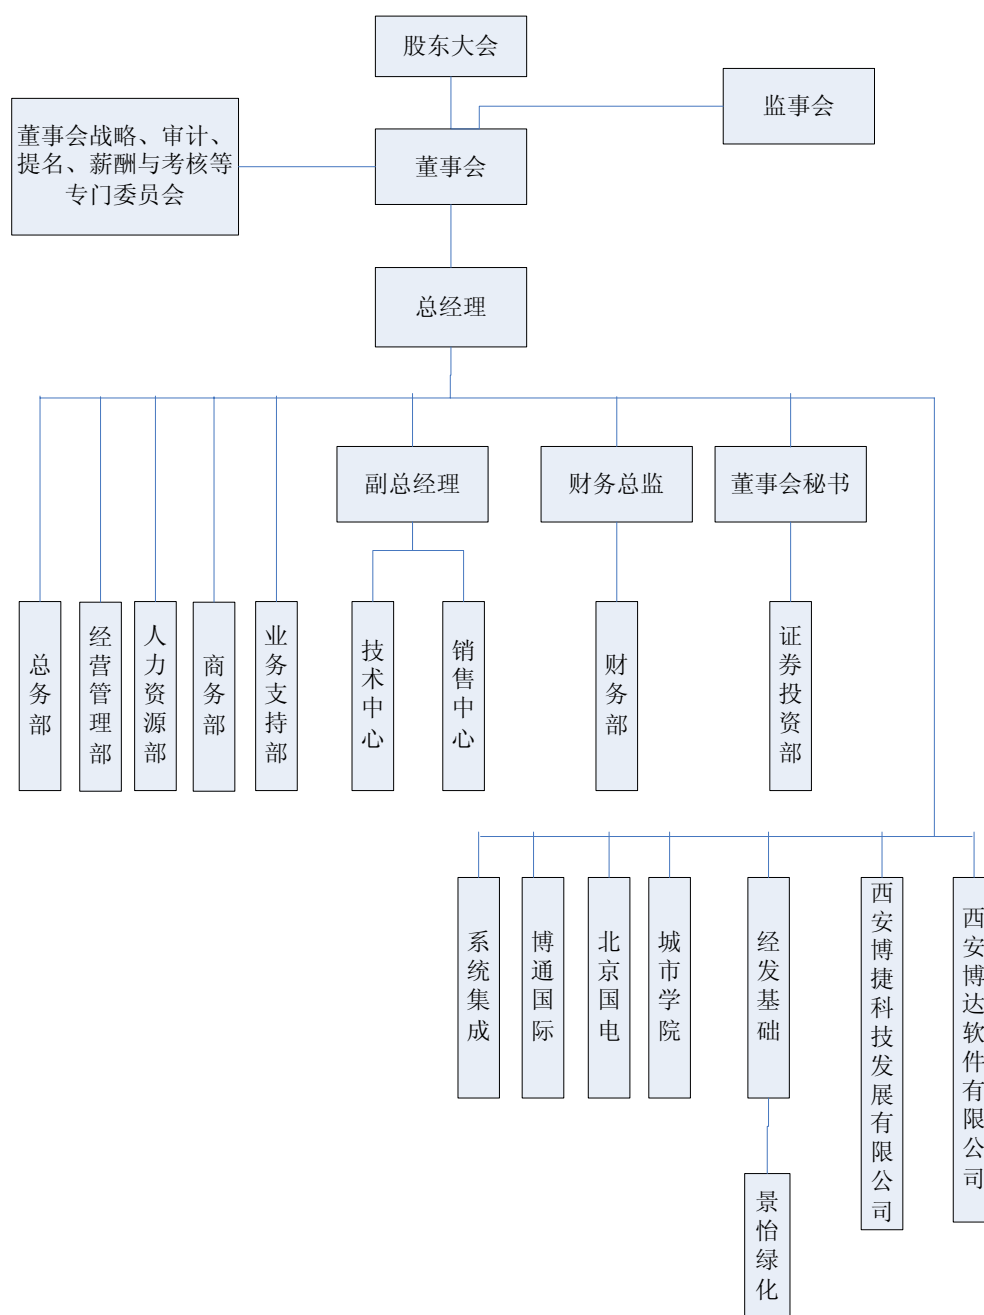 股东大会
监事会
董事会战略、审计、
提名、薪酬与考核等
专门委员会
董事会
总经理
副总经理
财务总监
董事会秘书
总务部
经营管理部
人力资源部
商务部
业务支持部
技术中心
销售中心
财务部
证券投资部
系统集成
博通国际
北京国电
城市学院
经发基础
西安博捷科技发展有限公司
西安博达软件有限公司
景怡绿化